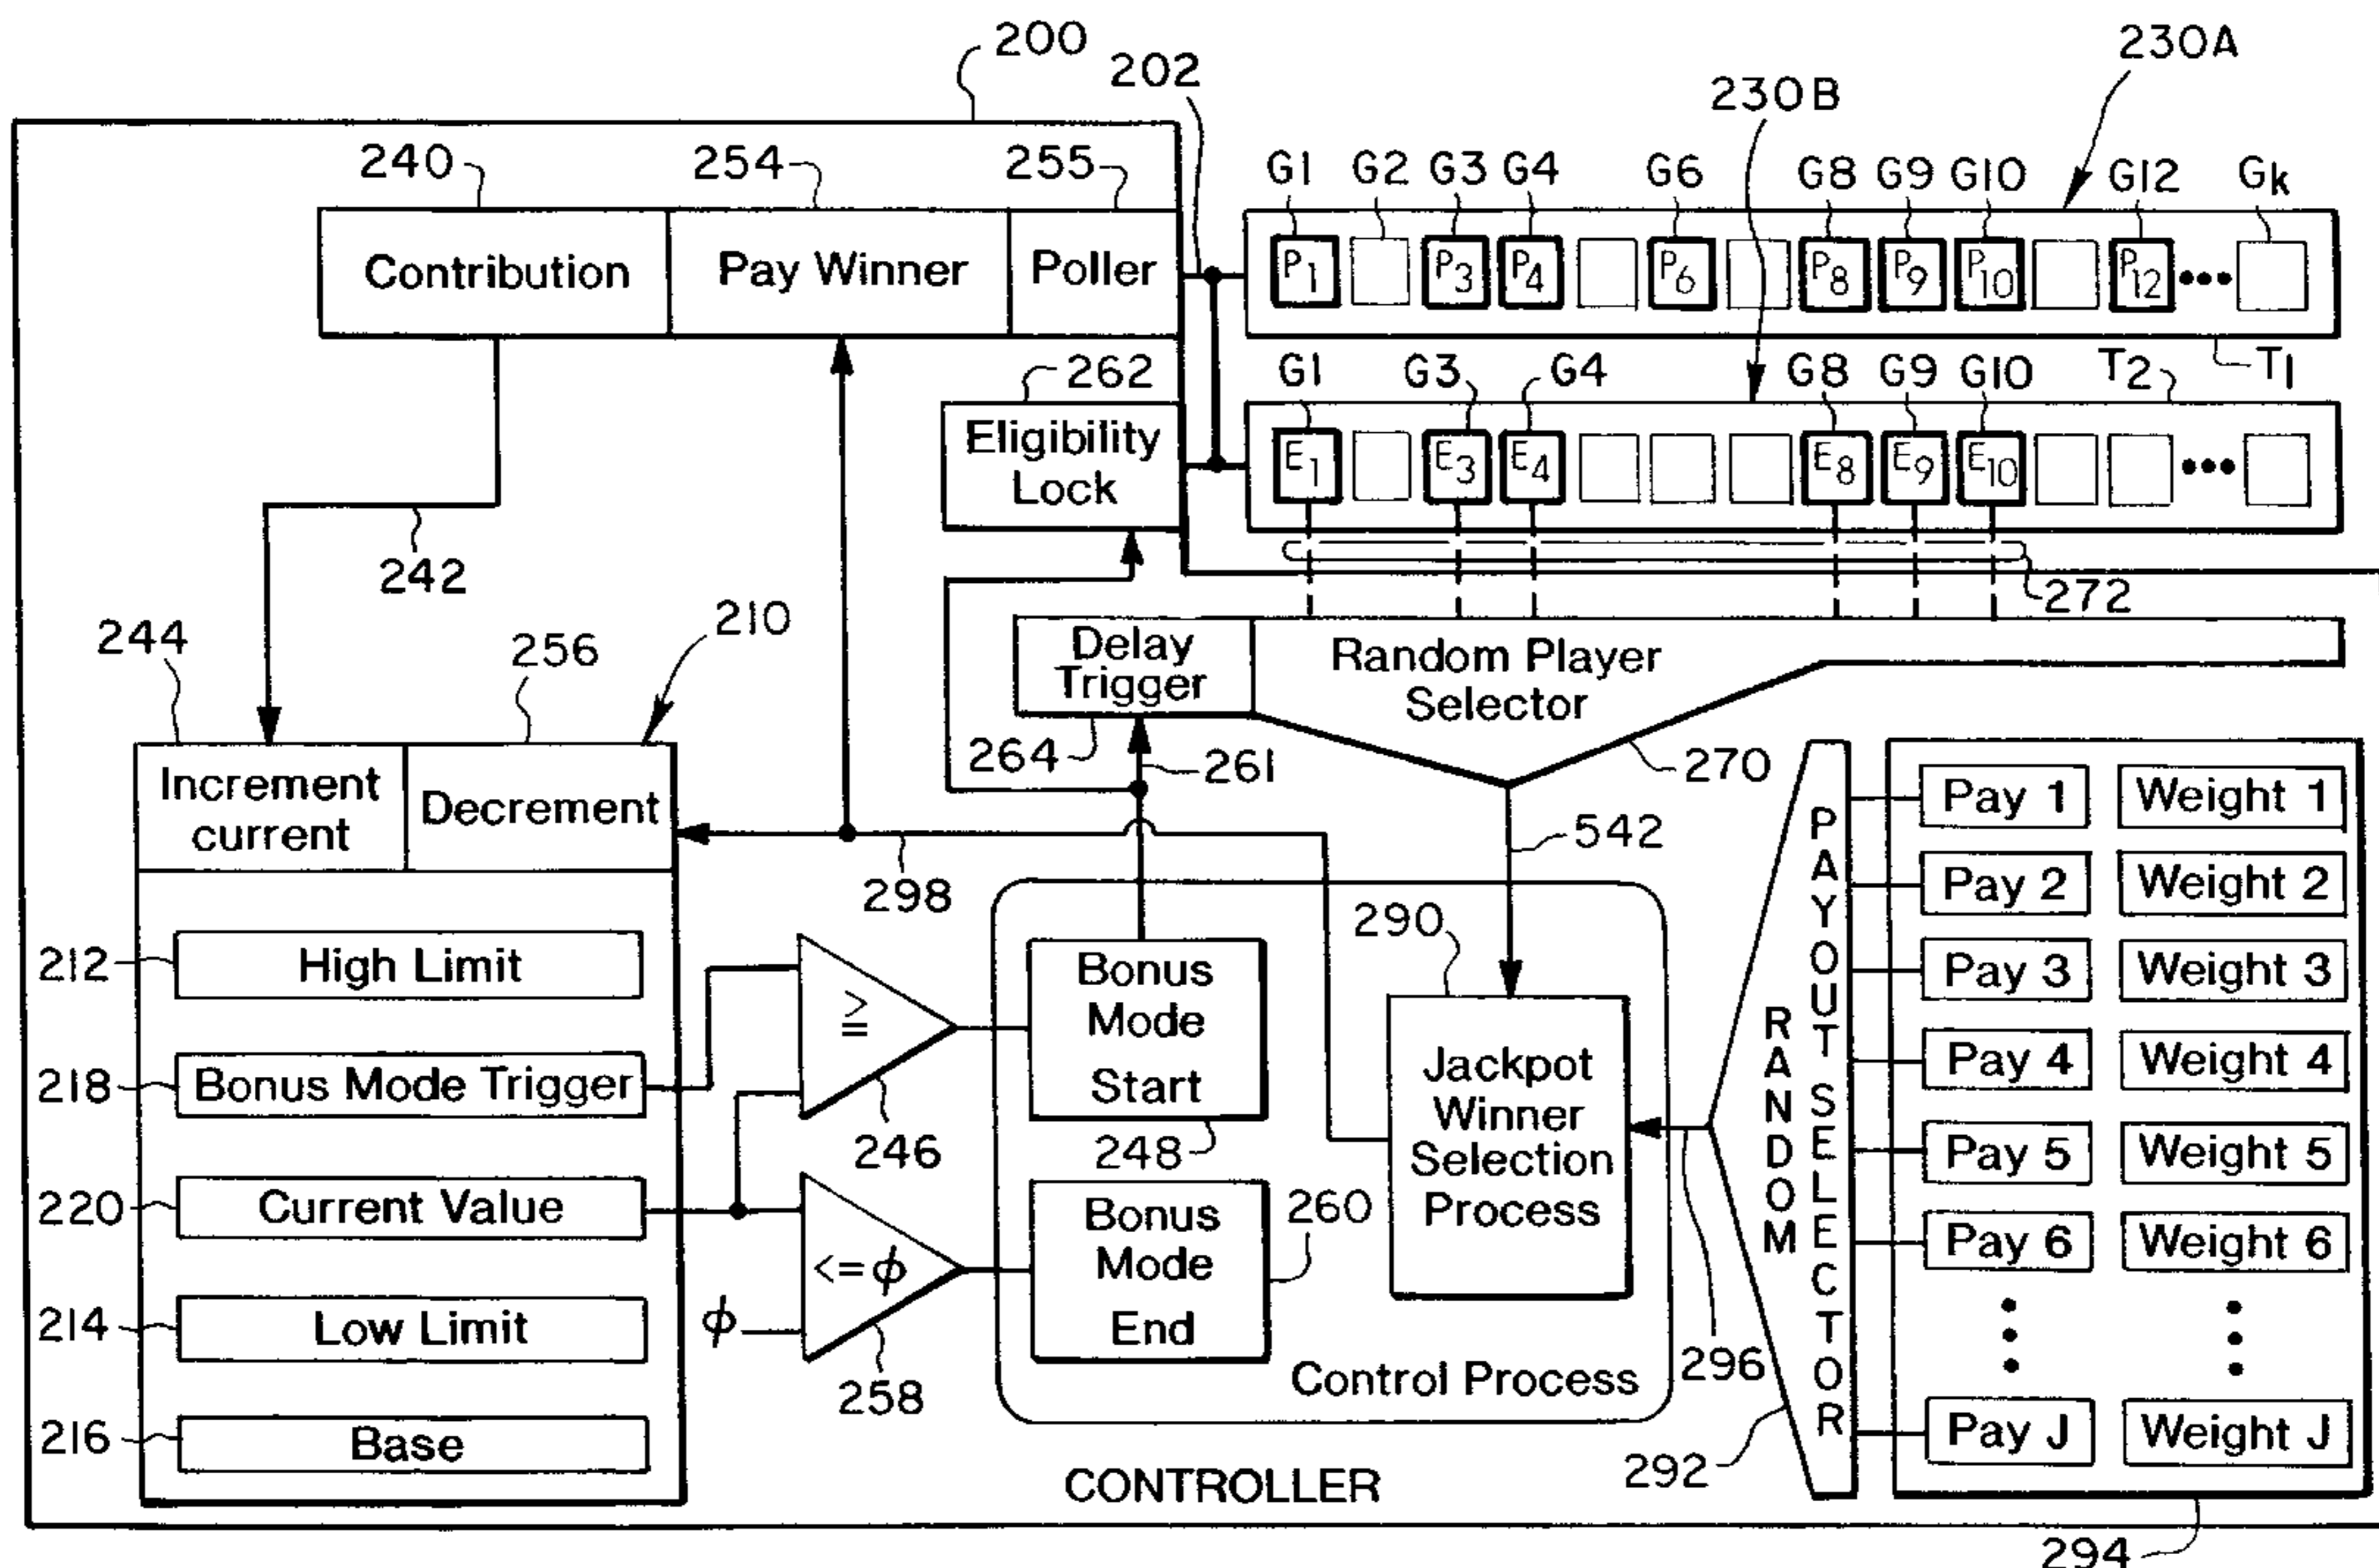 200
202
230A
230B
240
254
255
G1 G2 G3 G4 G6 G8 G9 G10 G12 Gk
Contribution
Pay Winner
Poller
P1 P3 P4 P6 P8 P9 P10 P12 •••
T1
262
G1 G3 G4 G8 G9 G10 T2
Eligibility
Lock
E1 E3 E4 E8 E9 E10 •••
242
272
244
256
210
Delay
Trigger
Random Player
Selector
264
261
270
Increment
current
Decrement
298
542
212
High Limit
218
Bonus Mode Trigger
220
Current Value
214
Low Limit
216
Base
≥
246
<=ϕ
ϕ
258
Bonus
Mode
Start
248
Bonus
Mode
End
260
290
Jackpot
Winner
Selection
Process
Control Process
296
RANDOM
PAYOUT SELECTOR
292
Pay 1 Weight 1
Pay 2 Weight 2
Pay 3 Weight 3
Pay 4 Weight 4
Pay 5 Weight 5
Pay 6 Weight 6
Pay J Weight J
CONTROLLER
294